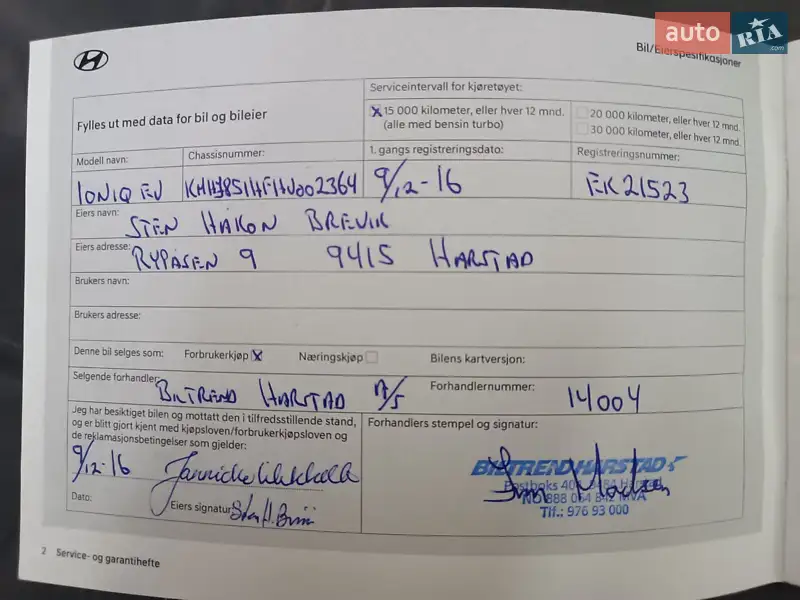 auto RIA.com
Bil/Eierspesifikasjoner
Fylles ut med data for bil og bileier
Serviceintervall for kjøretøyet:
x 15 000 kilometer, eller hver 12 mnd.
(alle med bensin turbo)
20 000 kilometer, eller hver 12 mnd.
30 000 kilometer, eller hver 12 mnd.
Modell navn:
IONIQ EV
Chassisnummer:
1. gangs registreringsdato:
9/12-16
Registreringsnummer:
EK21523
Eiers navn:
STEN HÅKON BREVIK
Eiers adresse:
RYPÅSEN 9 9415 HARSTAD
Brukers navn:
Brukers adresse:
Denne bil selges som:
Forbrukerkjøp x
Næringskjøp
Bilens kartversjon:
Selgende forhandler:
BILTREND HARSTAD A/S
Forhandlernummer:
14004
Jeg har besiktiget bilen og mottatt den i tilfredsstillende stand,
og er blitt gjort kjent med kjøpsloven/forbrukerkjøpsloven og
de reklamasjonsbetingelser som gjelder:
9/12-16
Dato:
Eiers signatur
Forhandlers stempel og signatur:
BILTREND HARSTAD
Postboks
Tlf.: 976 93 000
2 Service- og garantihefte